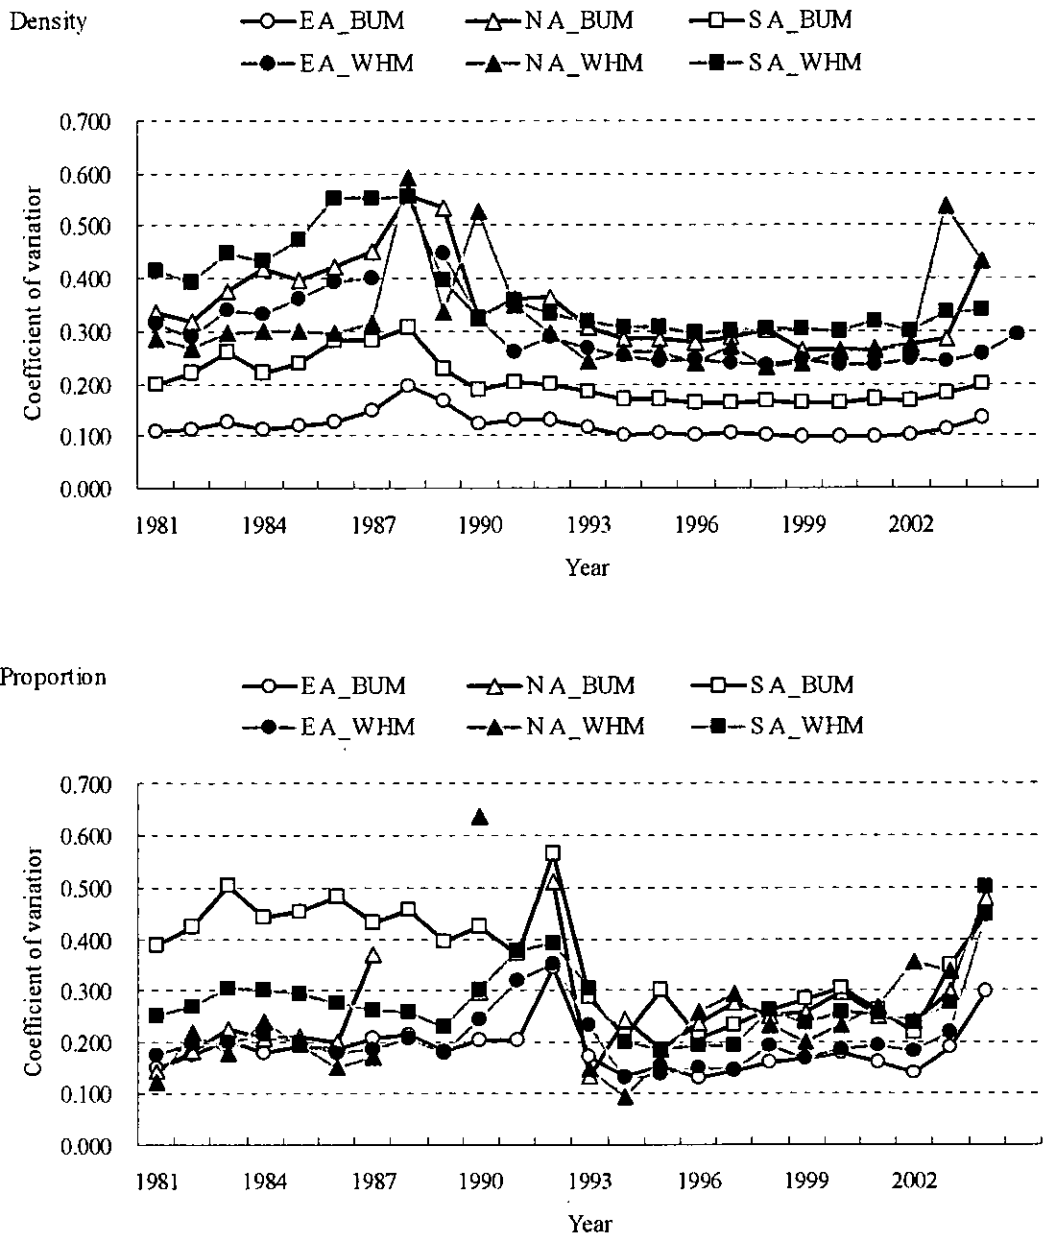 Density
EA_BUM NA_BUM SA_BUM
EA_WHM NA_WHM SA_WHM
0.700
0.600
0.500
0.400
0.300
0.200
0.100
0.000
Coefficient of variatior
1981 1984 1987 1990 1993 1996 1999 2002
Year
Proportion
EA_BUM NA_BUM SA_BUM
EA_WHM NA_WHM SA_WHM
0.700
0.600
0.500
0.400
0.300
0.200
0.100
0.000
Coefficient of variatior
1981 1984 1987 1990 1993 1996 1999 2002
Year